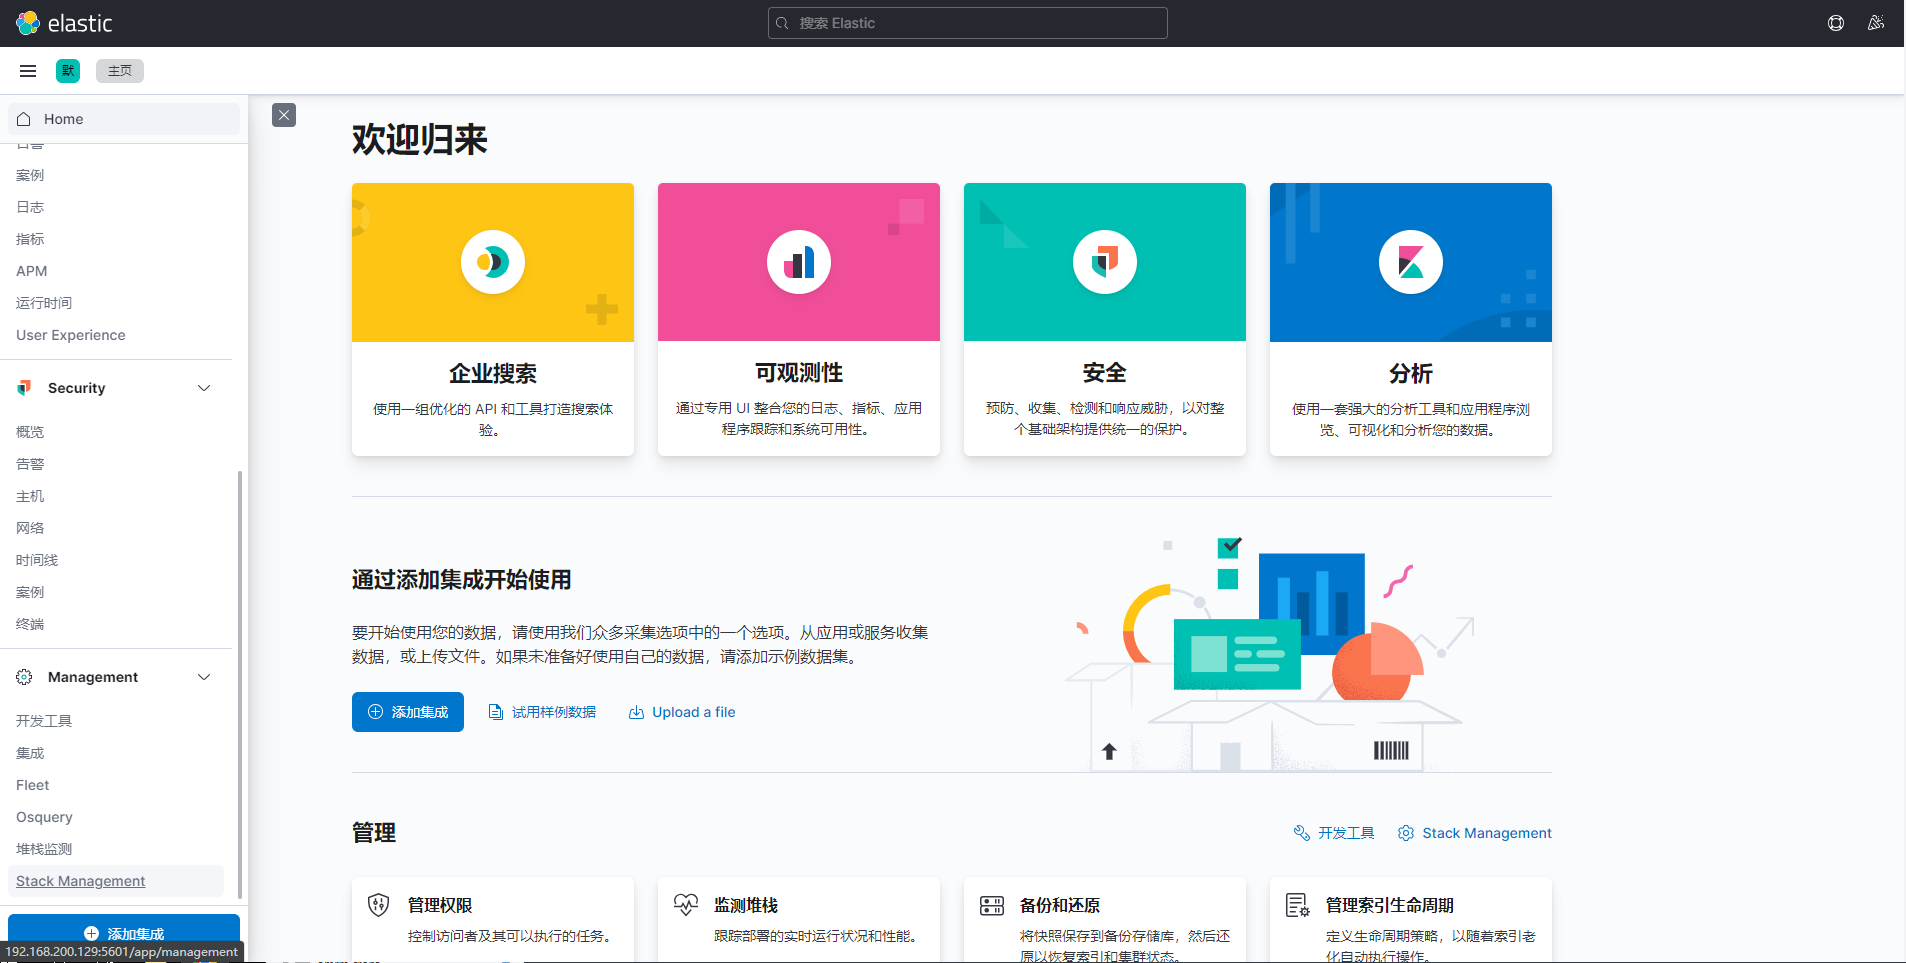 elastic
搜索 Elastic
默
主页
Home
案例
日志
指标
APM
运行时间
User Experience
Security
概览
告警
主机
网络
时间线
案例
终端
Management
开发工具
集成
Fleet
Osquery
堆栈监测
Stack Management
添加集成
192.168.200.129:5601/app/management
欢迎归来
企业搜索
使用一组优化的 API 和工具打造搜索体
验。
可观测性
通过专用 UI 整合您的日志、指标、应用
程序跟踪和系统可用性。
安全
预防、收集、检测和响应威胁，以对整
个基础架构提供统一的保护。
分析
使用一套强大的分析工具和应用程序浏
览、可视化和分析您的数据。
通过添加集成开始使用
要开始使用您的数据，请使用我们众多采集选项中的一个选项。从应用或服务收集
数据，或上传文件。如果未准备好使用自己的数据，请添加示例数据集。
添加集成
试用样例数据
Upload a file
管理
开发工具
Stack Management
管理权限
控制访问者及其可以执行的任务。
监测堆栈
跟踪部署的实时运行状况和性能。
备份和还原
将快照保存到备份存储库，然后还
原以恢复索引和集群状态。
管理索引生命周期
定义生命周期策略，以随着索引老
化自动执行操作。